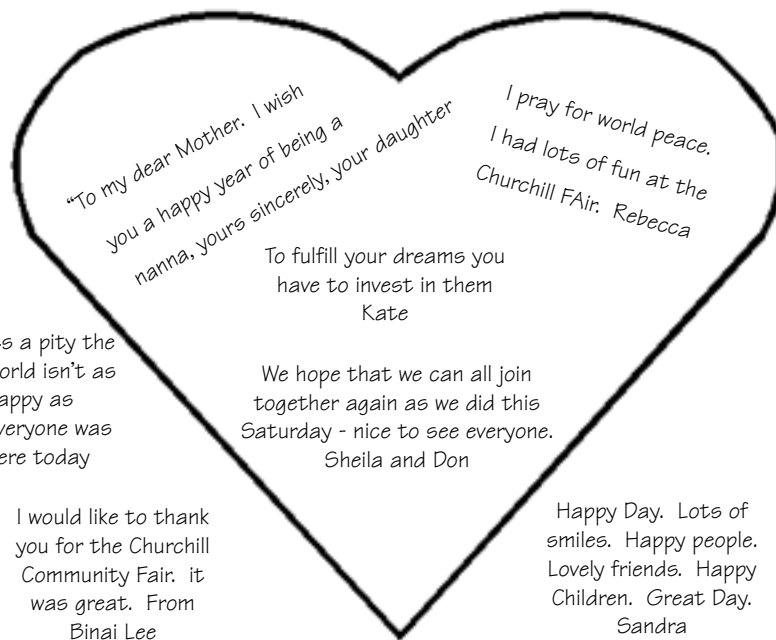 "To my dear Mother. I wish
you a happy year of being a
nanna, yours sincerely, your daughter
I pray for world peace.
I had lots of fun at the
Churchill FAir. Rebecca
To fulfill your dreams you
have to invest in them
Kate
a pity the
isn't as
as
was
today
We hope that we can all join
together again as we did this
Saturday - nice to see everyone.
Sheila and Don
I would like to thank
you for the Churchill
Community Fair. it
was great. From
Binai Lee
Happy Day. Lots of
smiles. Happy people.
Lovely friends. Happy
Children. Great Day.
Sandra